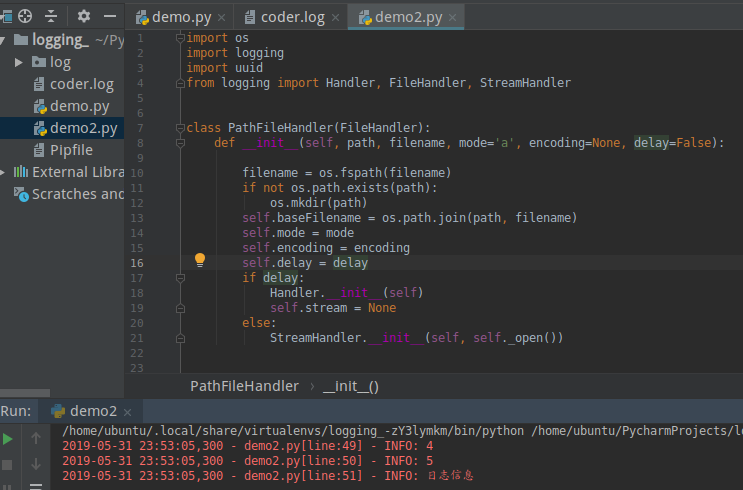 demo.py × coder.log × demo2.py ×
logging_ ~/Py
log
coder.log
demo.py
demo2.py
Pipfile
External Libra
Scratches and
1 import os
2 import logging
3 import uuid
4 from logging import Handler, FileHandler, StreamHandler
5
6
7 class PathFileHandler(FileHandler):
8 def __init__(self, path, filename, mode='a', encoding=None, delay=False):
9
10 filename = os.fspath(filename)
11 if not os.path.exists(path):
12 os.mkdir(path)
13 self.baseFilename = os.path.join(path, filename)
14 self.mode = mode
15 self.encoding = encoding
16 self.delay = delay
17 if delay:
18 Handler.__init__(self)
19 self.stream = None
20 else:
21 StreamHandler.__init__(self, self._open())
22
23
PathFileHandler › __init__()
Run: demo2 ×
/home/ubuntu/.local/share/virtualenvs/logging_-zY3lymkm/bin/python /home/ubuntu/PycharmProjects/lo
2019-05-31 23:53:05,300 - demo2.py[line:49] - INFO: 4
2019-05-31 23:53:05,300 - demo2.py[line:50] - INFO: 5
2019-05-31 23:53:05,300 - demo2.py[line:51] - INFO: 日志信息